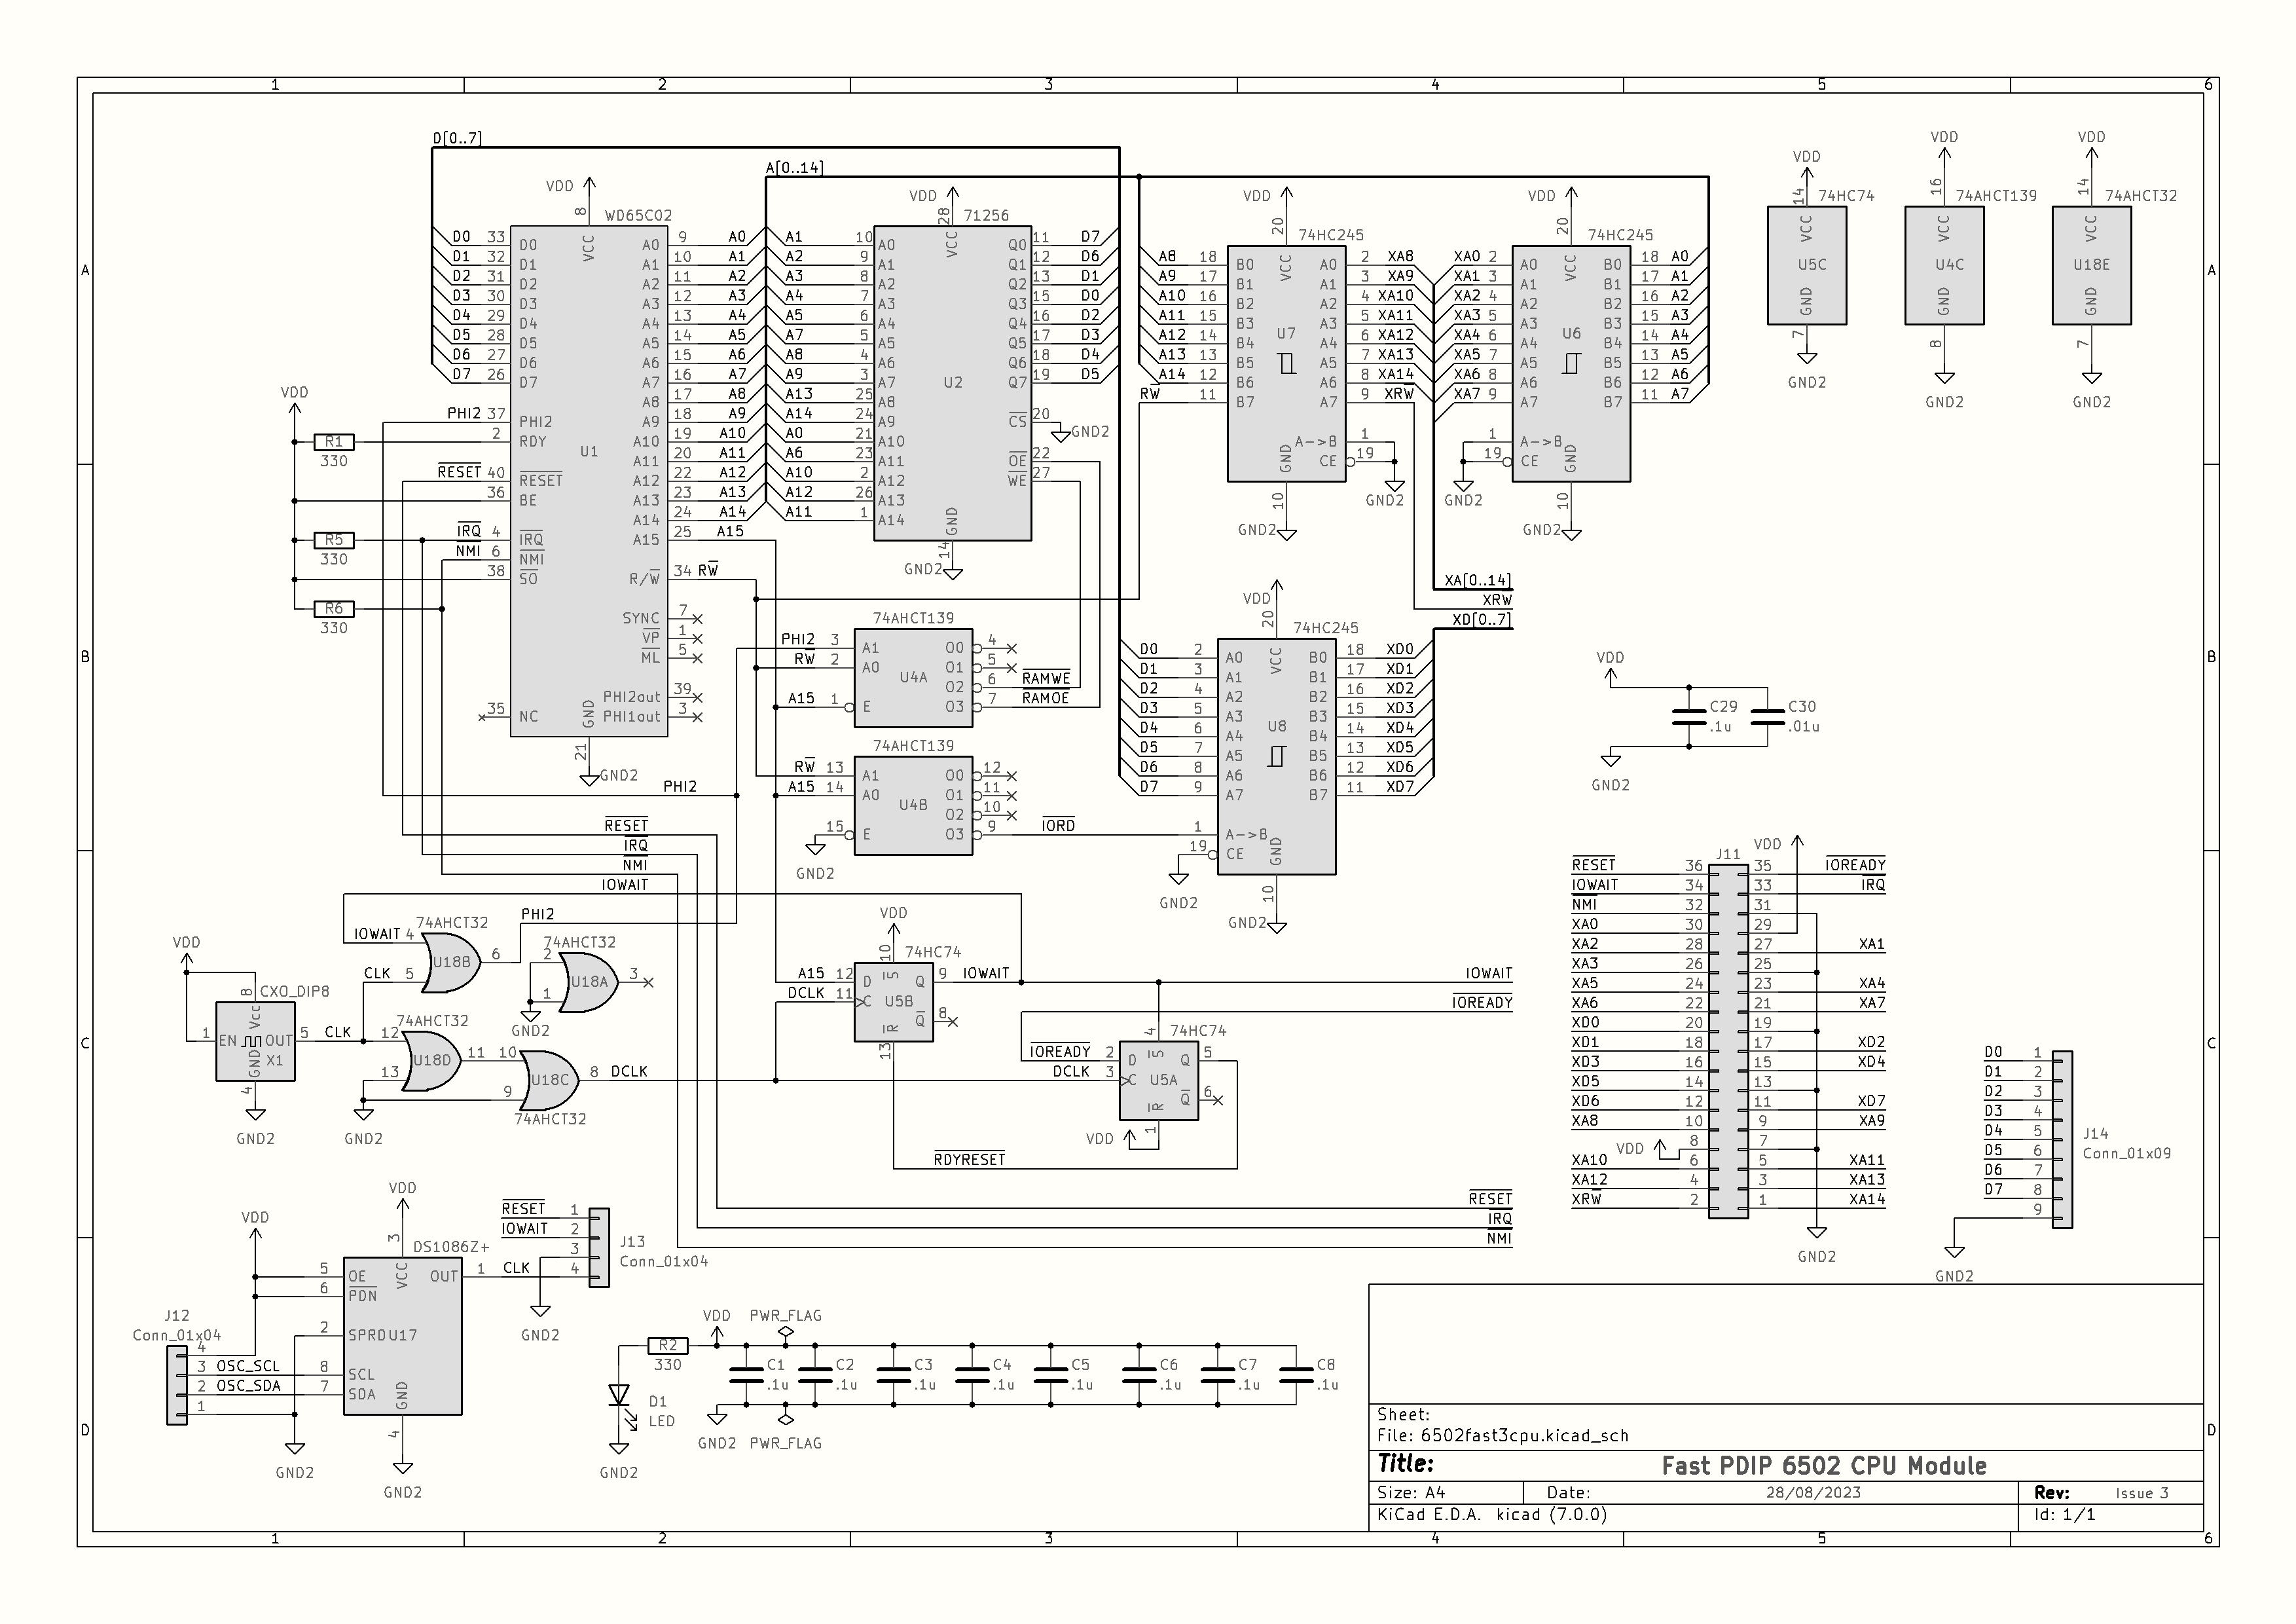 1 2 3 4 5 6
A B C D
A B C D
1 2 3 4 5 6
D[0..7]
A[0..14]
VDD
8
WD65C02
D0 33 D0
D1 32 D1
D2 31 D2
D3 30 D3
D4 29 D4
D5 28 D5
D6 27 D6
D7 26 D7
PHI2 37 PHI2
2 RDY
RESET 40 RESET
36 BE
IRQ 4 IRQ
NMI 6 NMI
38 SO
35 NC
VCC
U1
GND
A0 9 A0
A1 10 A1
A2 11 A2
A3 12 A3
A4 13 A4
A5 14 A5
A6 15 A6
A7 16 A7
A8 17 A8
A9 18 A9
A10 19 A10
A11 20 A11
A12 22 A12
A13 23 A13
A14 24 A14
A15 25 A15
R/W 34 RW
SYNC 7
VP 1
ML 5
PHI2out 39
PHI1out 3
21
GND2
VDD
R1
330
R5
330
R6
330
VDD
28
71256
A1 10 A0
A2 9 A1
A3 8 A2
A4 7 A3
A5 6 A4
A7 5 A5
A8 4 A6
A9 3 A7
A13 25 A8
A14 24 A9
A0 21 A10
A6 23 A11
A10 2 A12
A12 26 A13
A11 1 A14
VCC
U2
GND
Q0 11 D7
Q1 12 D6
Q2 13 D1
Q3 15 D0
Q4 16 D2
Q5 17 D3
Q6 18 D4
Q7 19 D5
CS 20
GND2
OE 22
WE 27
14
GND2
VDD
20
74HC245
A8 18 B0
A9 17 B1
A10 16 B2
A11 15 B3
A12 14 B4
A13 13 B5
A14 12 B6
RW 11 B7
VCC
U7
GND
A0 2 XA8
A1 3 XA9
A2 4 XA10
A3 5 XA11
A4 6 XA12
A5 7 XA13
A6 8 XA14
A7 9 XRW
A->B 1
CE 19
GND2
10
GND2
VDD
20
74HC245
XA0 2 A0
XA1 3 A1
XA2 4 A2
XA3 5 A3
XA4 6 A4
XA5 7 A5
XA6 8 A6
XA7 9 A7
1 A->B
19 CE
GND2
VCC
U6
GND
B0 18 A0
B1 17 A1
B2 16 A2
B3 15 A3
B4 14 A4
B5 13 A5
B6 12 A6
B7 11 A7
10
GND2
VDD
14
74HC74
VCC
U5C
GND
7
GND2
VDD
16
74AHCT139
VCC
U4C
GND
8
GND2
VDD
14
74AHCT32
VCC
U18E
GND
7
GND2
XA[0..14]
XRW
XD[0..7]
74AHCT139
PHI2 3 A1
RW 2 A0
A15 1 E
U4A
O0 4
O1 5
O2 6 RAMWE
O3 7 RAMOE
74AHCT139
RW 13 A1
A15 14 A0
15 E
U4B
O0 12
O1 11
O2 10
O3 9 IORD
GND2
VDD
20
74HC245
D0 2 A0
D1 3 A1
D2 4 A2
D3 5 A3
D4 6 A4
D5 7 A5
D6 8 A6
D7 9 A7
1 A->B
19 CE
GND2
VCC
U8
GND
B0 18 XD0
B1 17 XD1
B2 16 XD2
B3 15 XD3
B4 14 XD4
B5 13 XD5
B6 12 XD6
B7 11 XD7
10
GND2
VDD
C29
.1u
C30
.01u
GND2
PHI2
RESET
IRQ
NMI
IOWAIT
PHI2
74AHCT32
IOWAIT 4
CLK 5
U18B
6
74AHCT32
2
1
U18A
3
GND2
VDD
8
CXO_DIP8
1 EN
Vcc
OUT 5 CLK
GND
X1
4
GND2
74AHCT32
12
13
U18D
11
GND2
10
9
U18C
74AHCT32
8 DCLK
VDD
10
74HC74
A15 12 D
DCLK 11 C
S
U5B
R
Q 9 IOWAIT
Q 8
13
IOWAIT
IOREADY
74HC74
4
IOREADY 2 D
DCLK 3 C
S
U5A
R
Q 5
Q 6
1
VDD
RDYRESET
RESET
IRQ
NMI
J11
VDD
RESET 36 35 IOREADY
IOWAIT 34 33 IRQ
NMI 32 31
XA0 30 29
XA2 28 27 XA1
XA3 26 25
XA5 24 23 XA4
XA6 22 21 XA7
XD0 20 19
XD1 18 17 XD2
XD3 16 15 XD4
XD5 14 13
XD6 12 11 XD7
XA8 10 9 XA9
VDD 8 7
XA10 6 5 XA11
XA12 4 3 XA13
XRW 2 1 XA14
GND2
D0 1
D1 2
D2 3
D3 4
D4 5
D5 6
D6 7
D7 8
9
J14
Conn_01x09
GND2
VDD
VDD
3
DS1086Z+
5 OE
6 PDN
2 SPRD
8 SCL
7 SDA
VCC
U17
GND
OUT 1 CLK
4
GND2
J12
Conn_01x04
4
3 OSC_SCL
2 OSC_SDA
1
GND2
RESET 1
IOWAIT 2
3
4
J13
Conn_01x04
GND2
R2
330
D1
LED
GND2
VDD
PWR_FLAG
C1
.1u
C2
.1u
C3
.1u
C4
.1u
C5
.1u
C6
.1u
C7
.1u
C8
.1u
GND2
PWR_FLAG
Sheet:
File: 6502fast3cpu.kicad_sch
Title: Fast PDIP 6502 CPU Module
Size: A4 Date: 28/08/2023 Rev: Issue 3
KiCad E.D.A. kicad (7.0.0) Id: 1/1